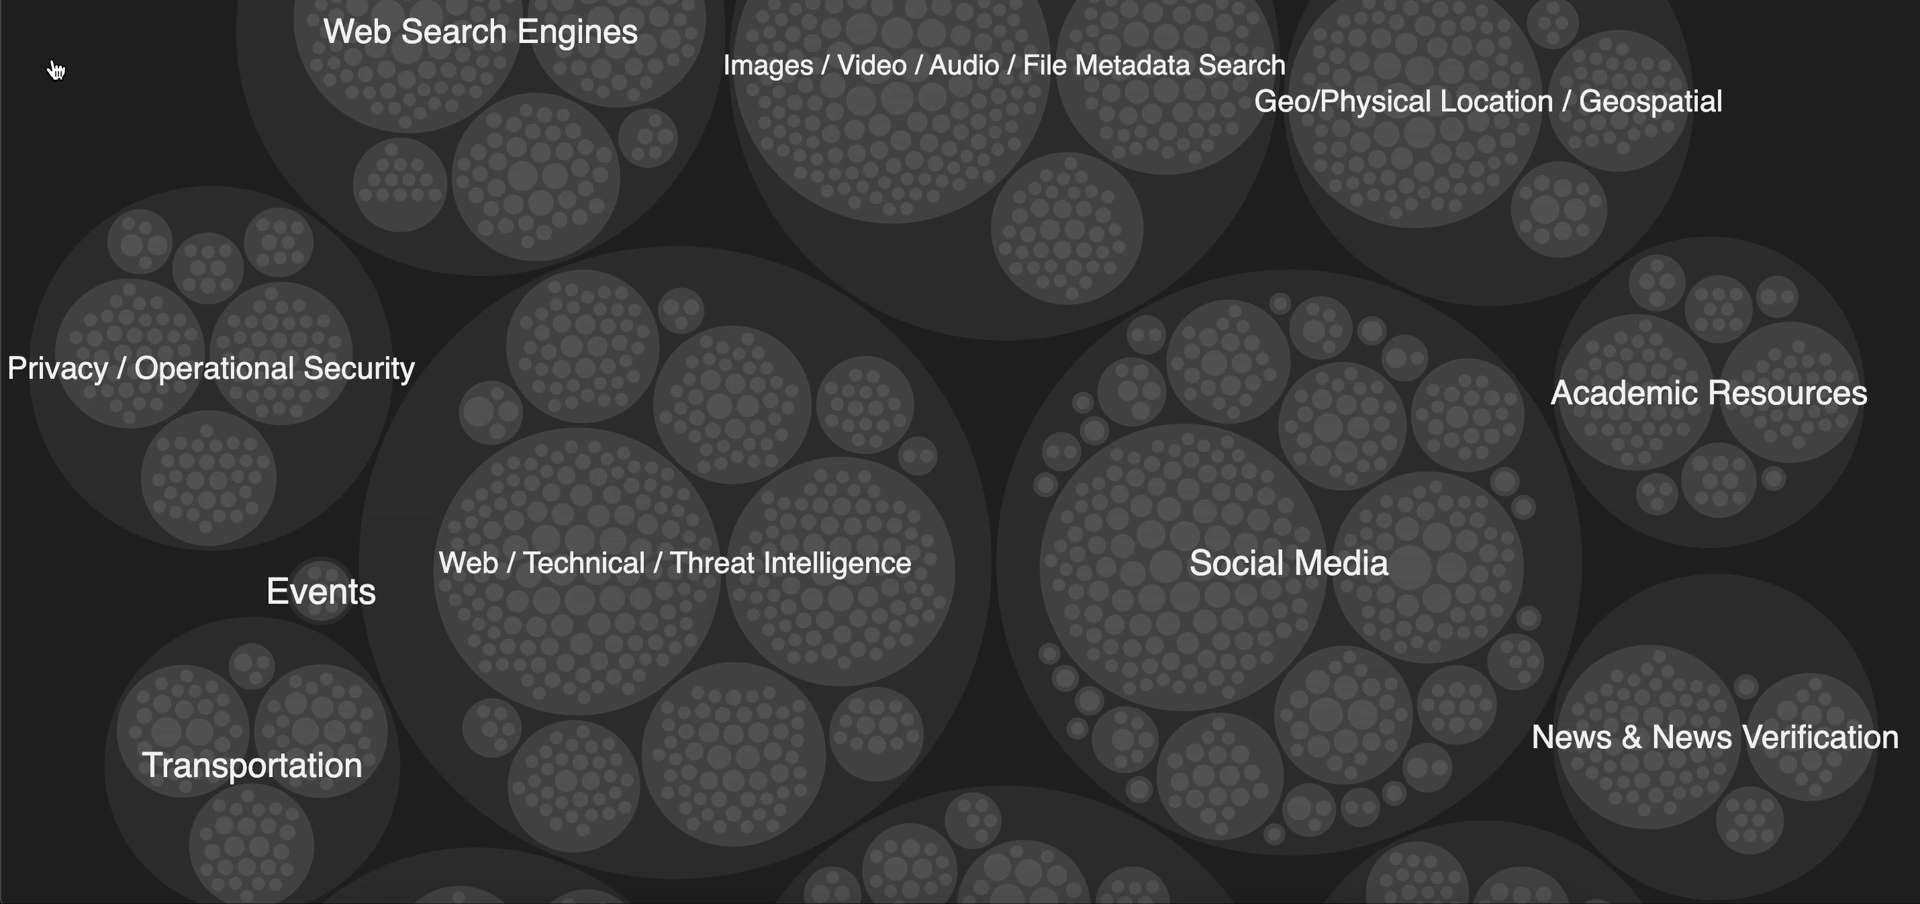 Web Search Engines
Images / Video / Audio / File Metadata Search
Geo/Physical Location / Geospatial
Privacy / Operational Security
Academic Resources
Web / Technical / Threat Intelligence
Social Media
Events
News & News Verification
Transportation